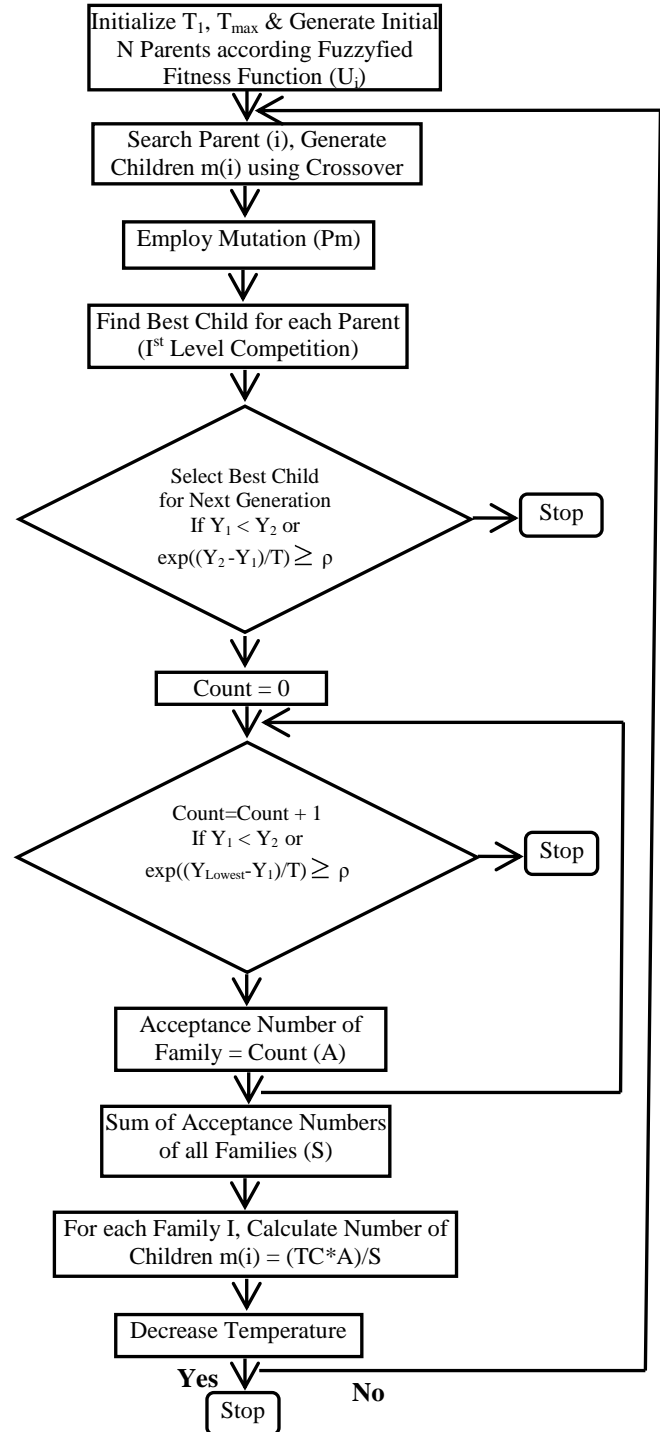 Initialize T₁, Tₘₐₓ & Generate Initial
N Parents according Fuzzyfied
Fitness Function (Uⱼ)
Search Parent (i), Generate
Children m(i) using Crossover
Employ Mutation (Pm)
Find Best Child for each Parent
(Iˢᵗ Level Competition)
Select Best Child
for Next Generation
If Y₁ < Y₂ or
exp((Y₂ -Y₁)/T) ≥ ρ
Stop
Count = 0
Count=Count + 1
If Y₁ < Y₂ or
exp((Y_Lowest-Y₁)/T) ≥ ρ
Stop
Acceptance Number of
Family = Count (A)
Sum of Acceptance Numbers
of all Families (S)
For each Family I, Calculate Number of
Children m(i) = (TC*A)/S
Decrease Temperature
Yes
No
Stop